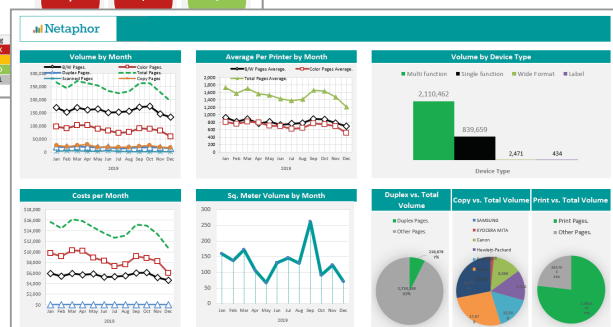 Netaphor
Volume by Month
B/W Pages.
Color Pages.
Duplex Pages.
Total Pages.
Scanned Pages
Copy Pages
300,000
250,000
200,000
150,000
100,000
50,000
0
Jan Feb Mar Apr May Jun Jul Aug Sep Oct Nov Dec
2019
Average Per Printer by Month
B/W Pages Average.
Color Pages Average.
Total Pages Average.
2,000
1,800
1,600
1,400
1,200
1,000
800
600
400
200
0
Jan Feb Mar Apr May Jun Jul Aug Sep Oct Nov Dec
2019
Volume by Device Type
Multi function Single function Wide Format Label
2,110,462
839,659
2,471
434
Device Type
Costs per Month
$18,000
$16,000
$14,000
$12,000
$10,000
$8,000
$6,000
$4,000
$2,000
$0
Jan Feb Mar Apr May Jun Jul Aug Sep Oct Nov Dec
2019
Sq. Meter Volume by Month
300
250
200
150
100
50
0
Jan Feb Mar Apr May Jun Jul Aug Sep Oct Nov Dec
2019
Duplex vs. Total
Volume
Duplex Pages.
Other Pages.
Copy vs. Total Volume
SAMSUNG
KYOCERA MITA
Canon
Hewlett-Packard
Print vs. Total Volume
Print Pages.
Other Pages.